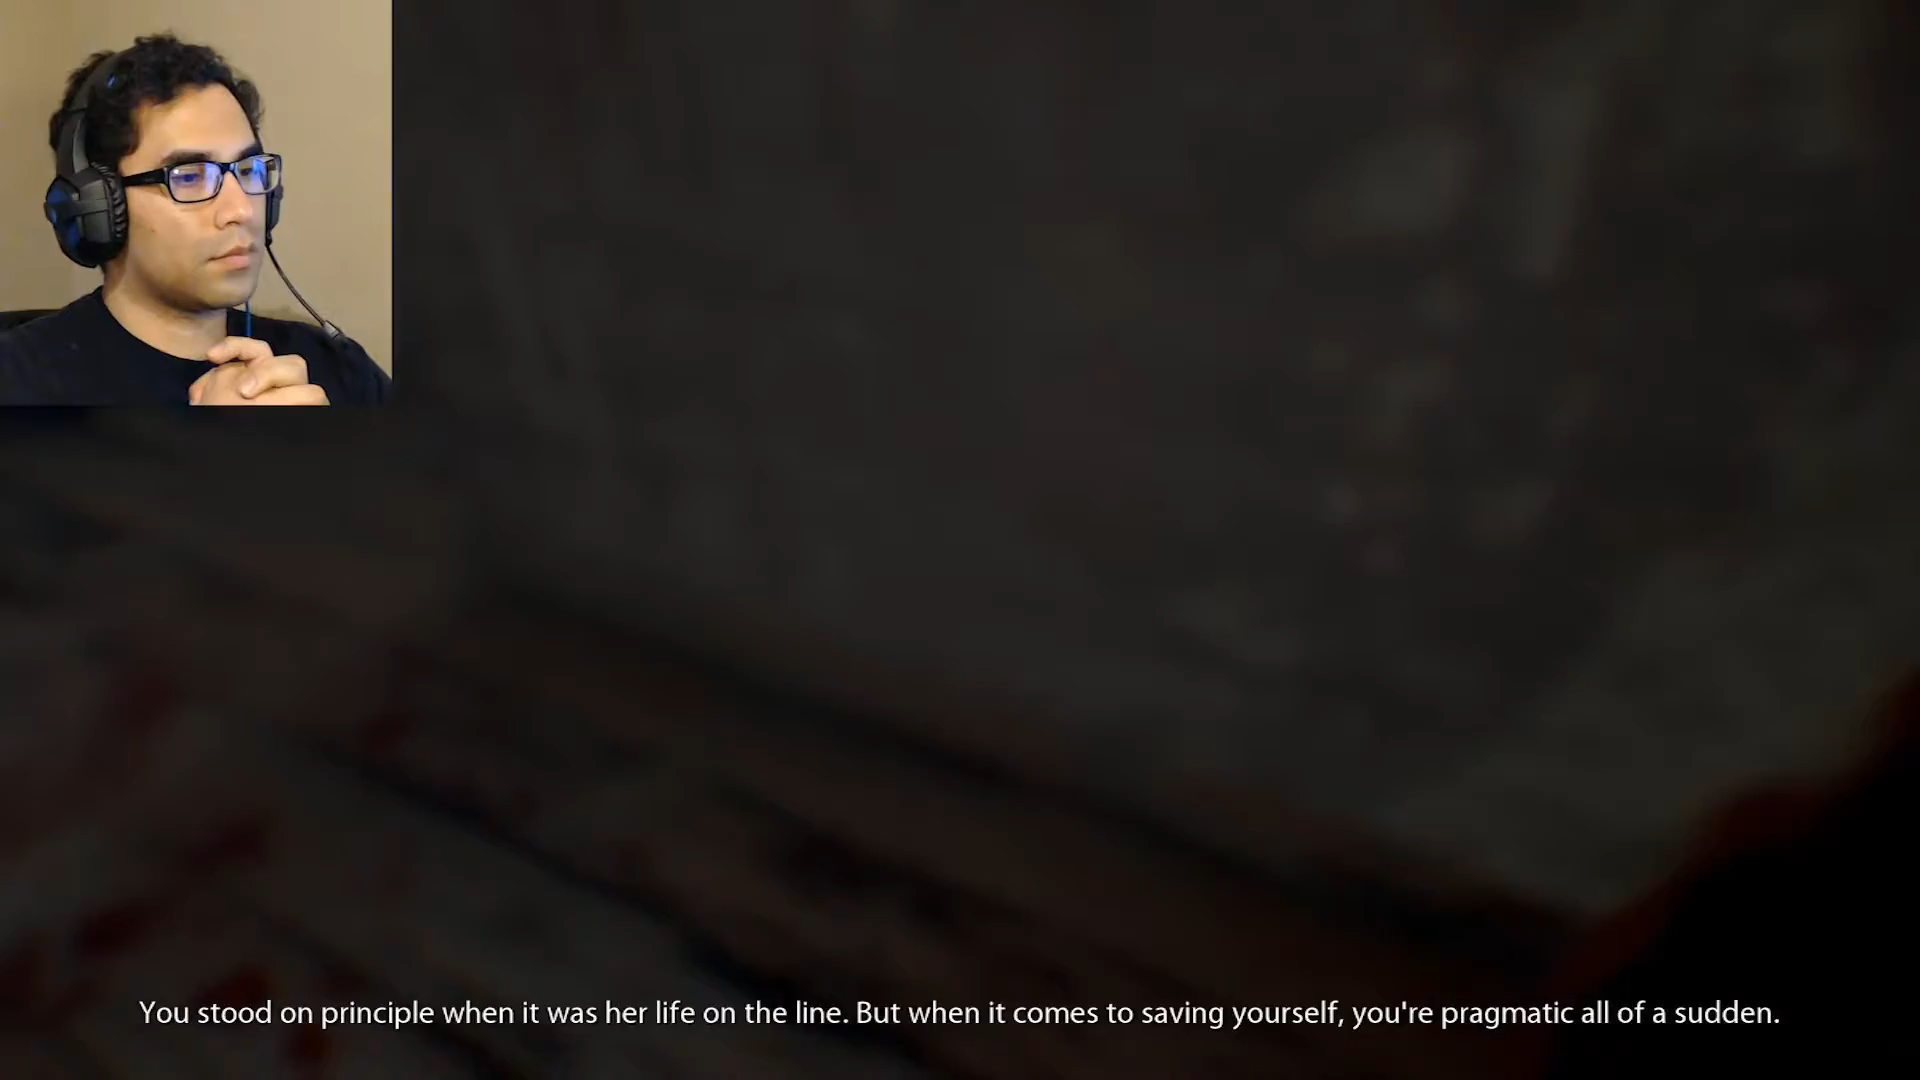 You stood on principle when it was her life on the line. But when it comes to saving yourself, you're pragmatic all of a sudden.